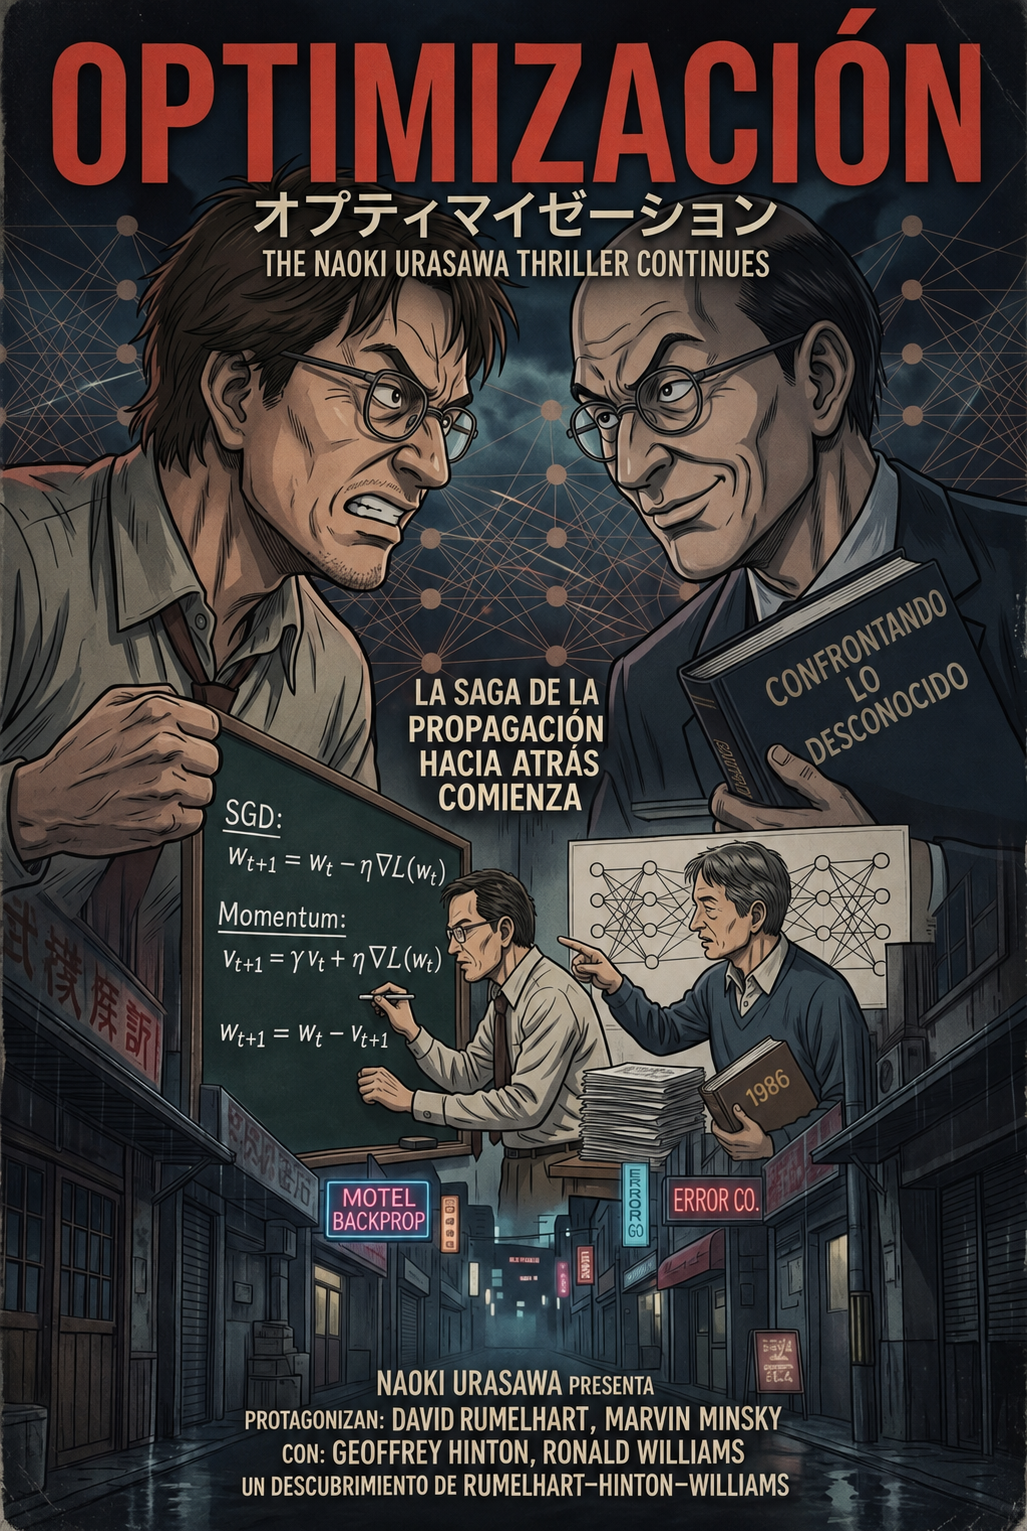 OPTIMIZACIÓN
オプティマイゼーション
THE NAOKI URASAWA THRILLER CONTINUES
CONFRONTANDO
LO
DESCONOCIDO
LA SAGA DE LA
PROPAGACIÓN
HACIA ATRÁS
COMIENZA
SGD:
w_{t+1} = w_t − η∇L(w_t)
Momentum:
v_{t+1} = γv_t + η∇L(w_t)
w_{t+1} = w_t − v_{t+1}
1986
MOTEL
BACKPROP
ERROR
GO
ERROR CO.
NAOKI URASAWA PRESENTA
PROTAGONIZAN: DAVID RUMELHART, MARVIN MINSKY
CON: GEOFFREY HINTON, RONALD WILLIAMS
UN DESCUBRIMIENTO DE RUMELHART–HINTON–WILLIAMS